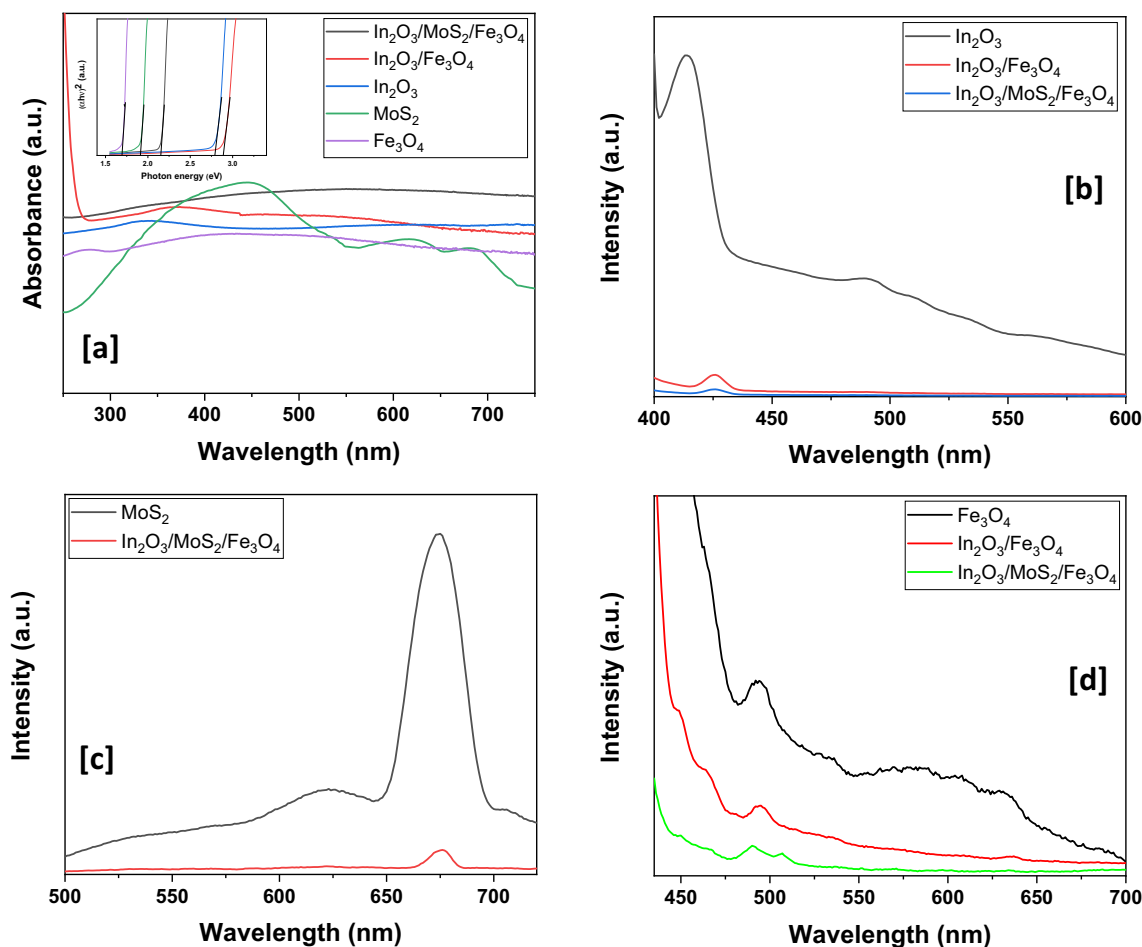 In₂O₃/MoS₂/Fe₃O₄
In₂O₃/Fe₃O₄
In₂O₃
MoS₂
Fe₃O₄
(αhν)² (a.u.)
1.5 2.0 2.5 3.0
Photon energy (eV)
Absorbance (a.u.)
[a]
300 400 500 600 700
Wavelength (nm)
In₂O₃
In₂O₃/Fe₃O₄
In₂O₃/MoS₂/Fe₃O₄
Intensity (a.u.)
[b]
400 450 500 550 600
Wavelength (nm)
MoS₂
In₂O₃/MoS₂/Fe₃O₄
Intensity (a.u.)
[c]
500 550 600 650 700
Wavelength (nm)
Fe₃O₄
In₂O₃/Fe₃O₄
In₂O₃/MoS₂/Fe₃O₄
Intensity (a.u.)
[d]
450 500 550 600 650 700
Wavelength (nm)